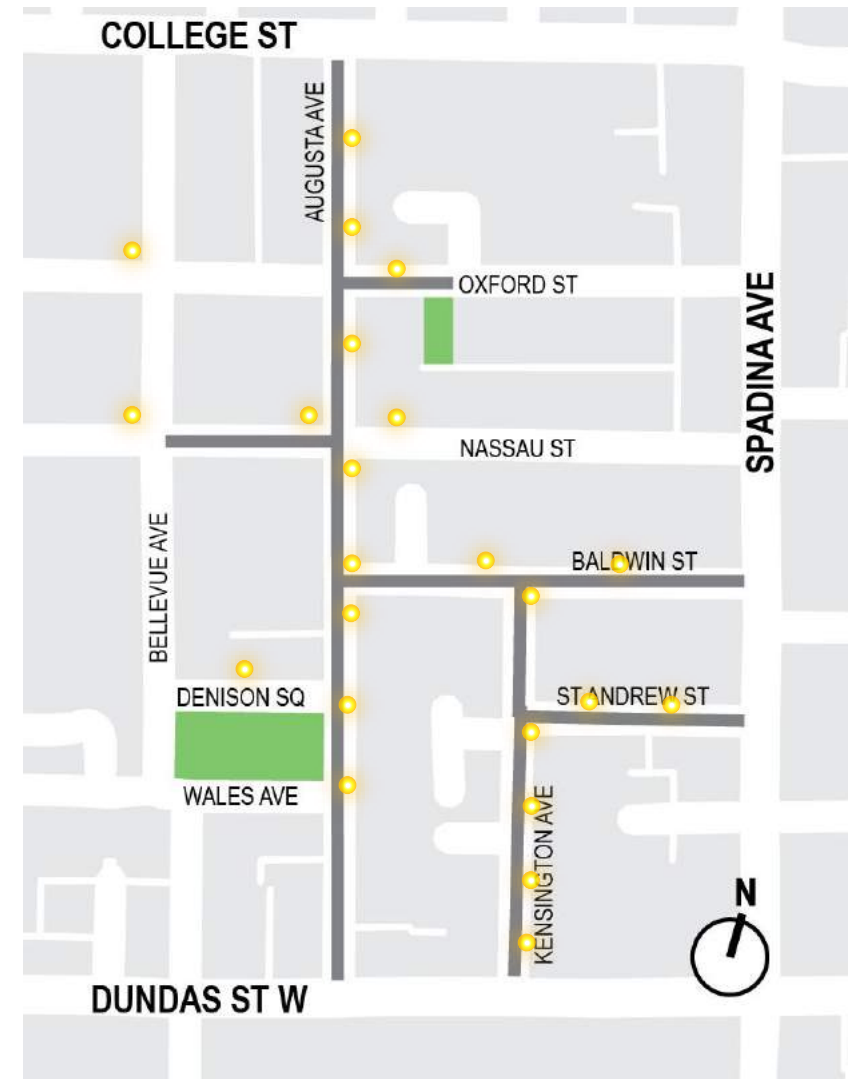 COLLEGE ST
AUGUSTA AVE
OXFORD ST
SPADINA AVE
NASSAU ST
BELLEVUE AVE
BALDWIN ST
DENISON SQ
ST ANDREW ST
WALES AVE
KENSINGTON AVE
N
DUNDAS ST W